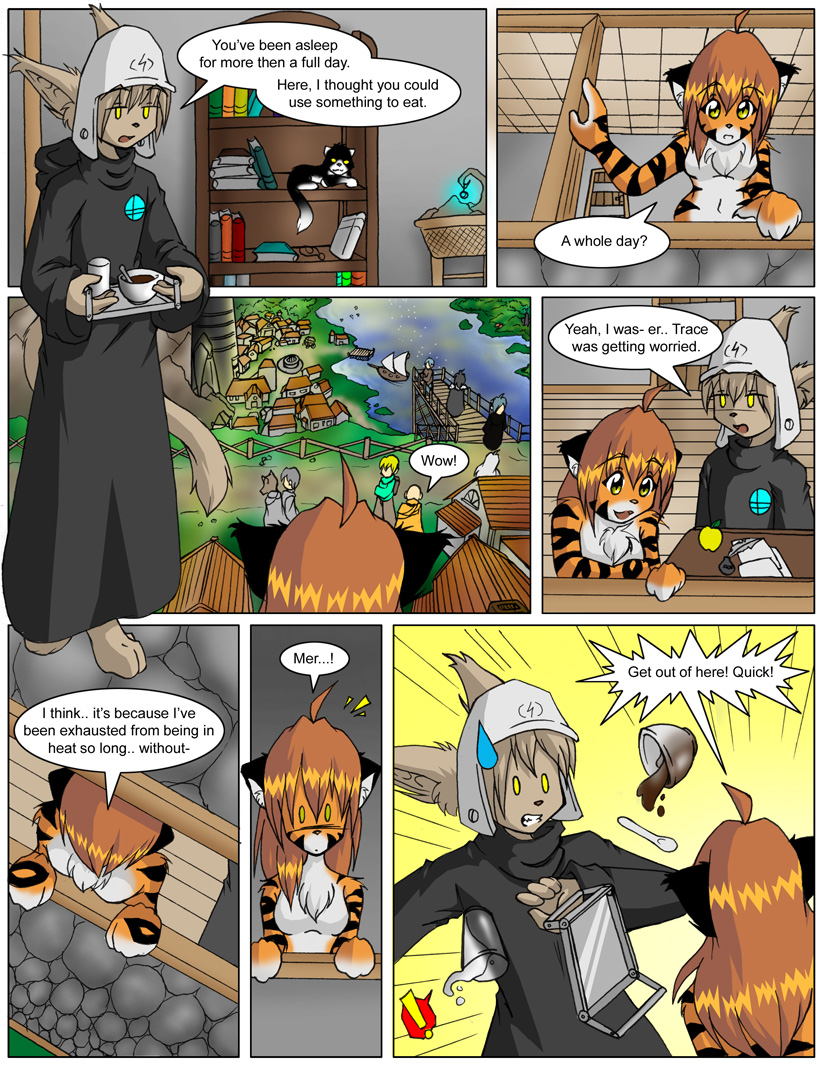 You've been asleep
for more then a full day.
Here, I thought you could
use something to eat.
A whole day?
Wow!
Yeah, I was- er.. Trace
was getting worried.
I think.. it's because I've
been exhausted from being in
heat so long.. without-
Mer...!
Get out of here! Quick!